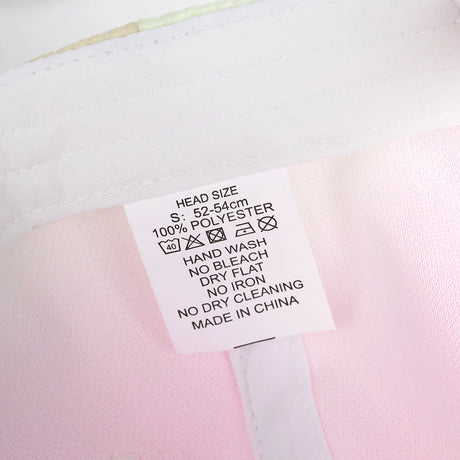 HEAD SIZE
S: 52-54cm
100% POLYESTER
40
HAND WASH
NO BLEACH
DRY FLAT
NO IRON
NO DRY CLEANING
MADE IN CHINA